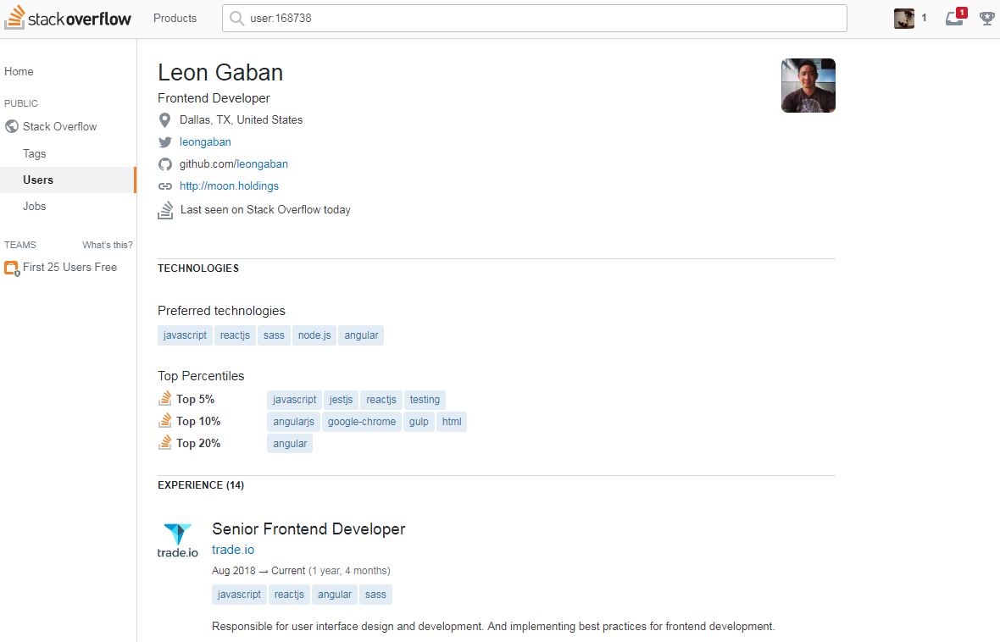 stackoverflow Products user:168738 1 1
Home
PUBLIC
Stack Overflow
Tags
Users
Jobs
TEAMS What's this?
First 25 Users Free
Leon Gaban
Frontend Developer
Dallas, TX, United States
leongaban
github.com/leongaban
http://moon.holdings
Last seen on Stack Overflow today
TECHNOLOGIES
Preferred technologies
javascript reactjs sass node.js angular
Top Percentiles
Top 5% javascript jestjs reactjs testing
Top 10% angularjs google-chrome gulp html
Top 20% angular
EXPERIENCE (14)
trade.io
Senior Frontend Developer
trade.io
Aug 2018 → Current (1 year, 4 months)
javascript reactjs angular sass
Responsible for user interface design and development. And implementing best practices for frontend development.